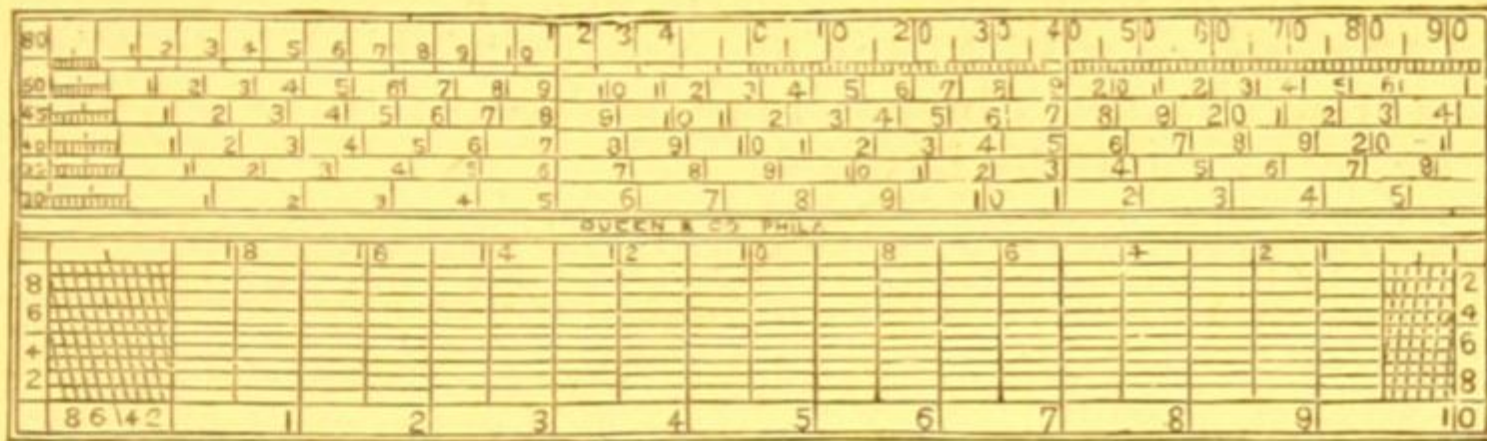 80 1 2 3 4 5 6 7 8 9 10 1 2 3 4 0 10 20 30 40 50 60 70 80 90
50 1 2 3 4 5 6 7 8 9 10 1 2 3 4 5 6 7 8 9 20 1 2 3 4 5 6
45 1 2 3 4 5 6 7 8 9 10 1 2 3 4 5 6 7 8 9 20 1 2 3 4
40 1 2 3 4 5 6 7 8 9 10 1 2 3 4 5 6 7 8 9 20 1
1 2 3 4 5 6 7 8 9 10 1 2 3 4 5 6 7 8
30 1 2 3 4 5 6 7 8 9 10 1 2 3 4 5
QUEEN & CO PHILA
18 16 14 12 10 8 6 4 2
8 2
6 4
4 6
2 8
8 6 4 2 1 2 3 4 5 6 7 8 9 10